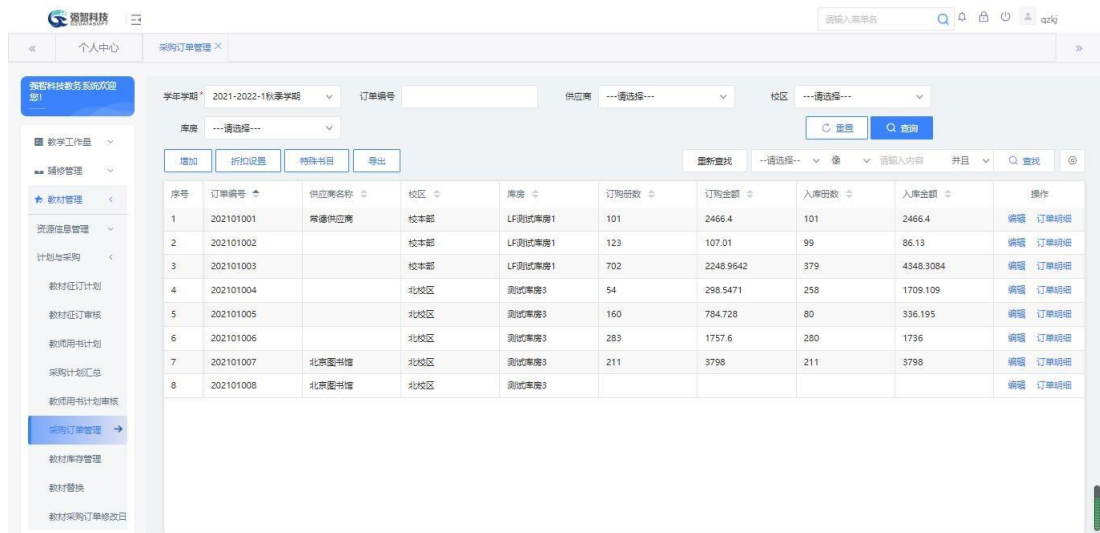 强智科技
QZDATASOFT
请输入菜单名
qzkj
个人中心
采购订单管理 ×
强智科技教务系统欢迎您!
学年学期* 2021-2022-1秋季学期 订单编号 供应商 ---请选择--- 校区 ---请选择---
库房 ---请选择--- 重置 查询
增加 折扣设置 特殊书目 导出 重新查找 --请选择-- 像 请输入内容 并且 查找
序号 订单编号 供应商名称 校区 库房 订购册数 订购金额 入库册数 入库金额 操作
1 202101001 常德供应商 校本部 LF测试库房1 101 2466.4 101 2466.4 编辑 订单明细
2 202101002 校本部 LF测试库房1 123 107.01 99 86.13 编辑 订单明细
3 202101003 校本部 LF测试库房1 702 2248.9642 379 4348.3084 编辑 订单明细
4 202101004 北校区 测试库房3 54 298.5471 258 1709.109 编辑 订单明细
5 202101005 北校区 测试库房3 160 784.728 80 336.195 编辑 订单明细
6 202101006 北校区 测试库房3 283 1757.6 280 1736 编辑 订单明细
7 202101007 北京图书馆 北校区 测试库房3 211 3798 211 3798 编辑 订单明细
8 202101008 北京图书馆 北校区 测试库房3 编辑 订单明细
教学工作量
辅修管理
教材管理
资源信息管理
计划与采购
教材征订计划
教材征订审核
教师用书计划
采购计划汇总
教师用书计划审核
采购订单管理
教材库存管理
教材替换
教材采购订单修改日